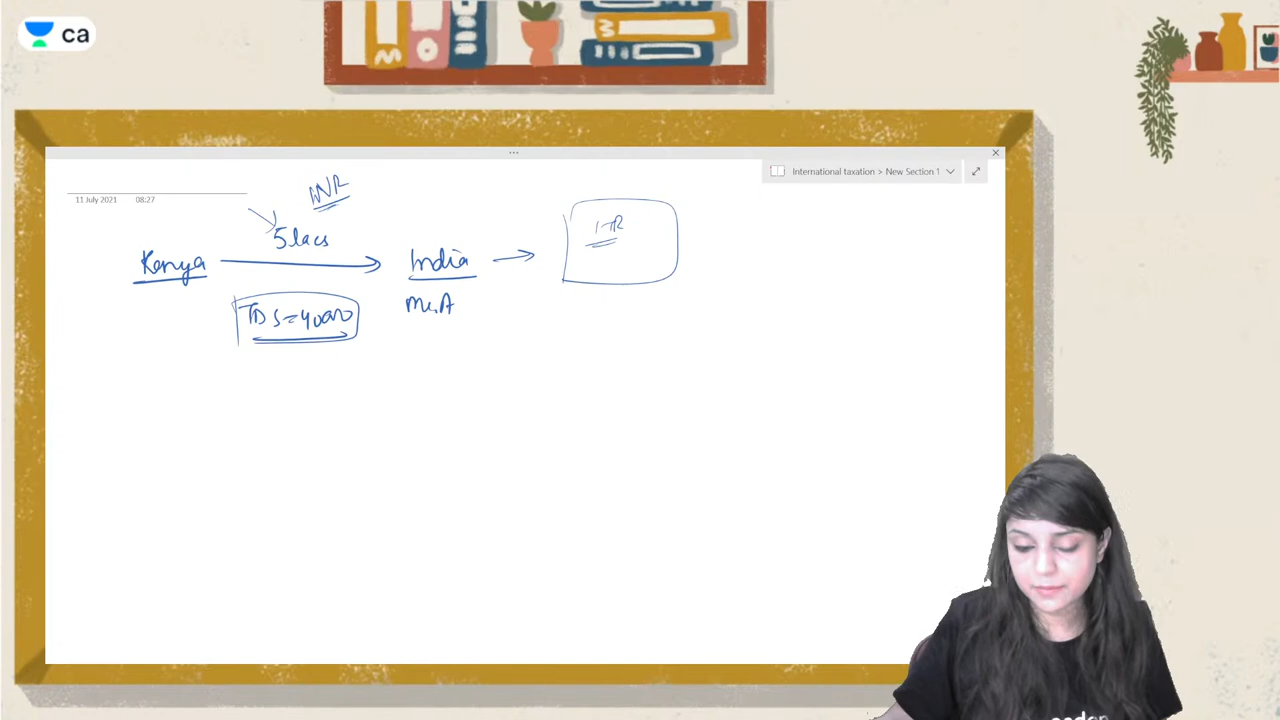 ca
International taxation > New Section 1
11 July 2021 08:27
INR
5 lacs
Kenya India
ITR
TDS = 40000
Mr. A